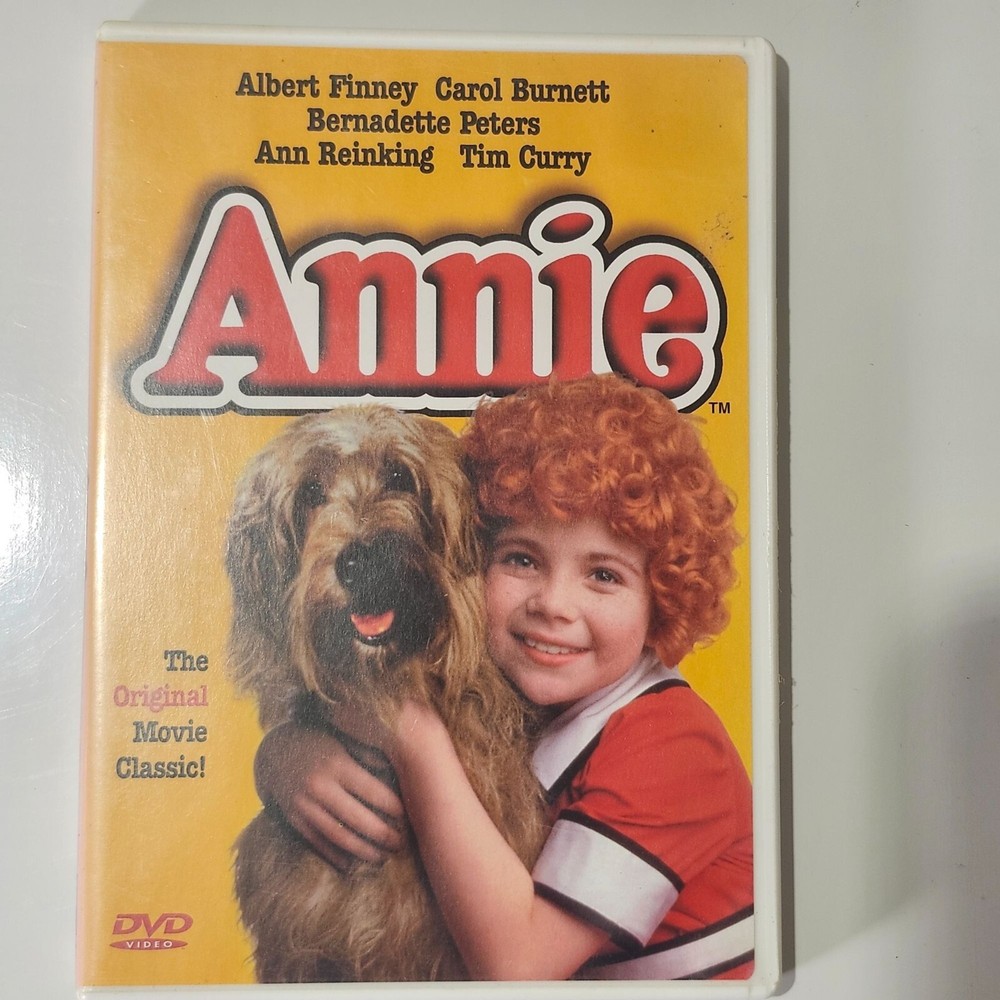 Albert Finney Carol Burnett
Bernadette Peters
Ann Reinking Tim Curry
Annie
TM
The
Original
Movie
Classic!
DVD
VIDEO